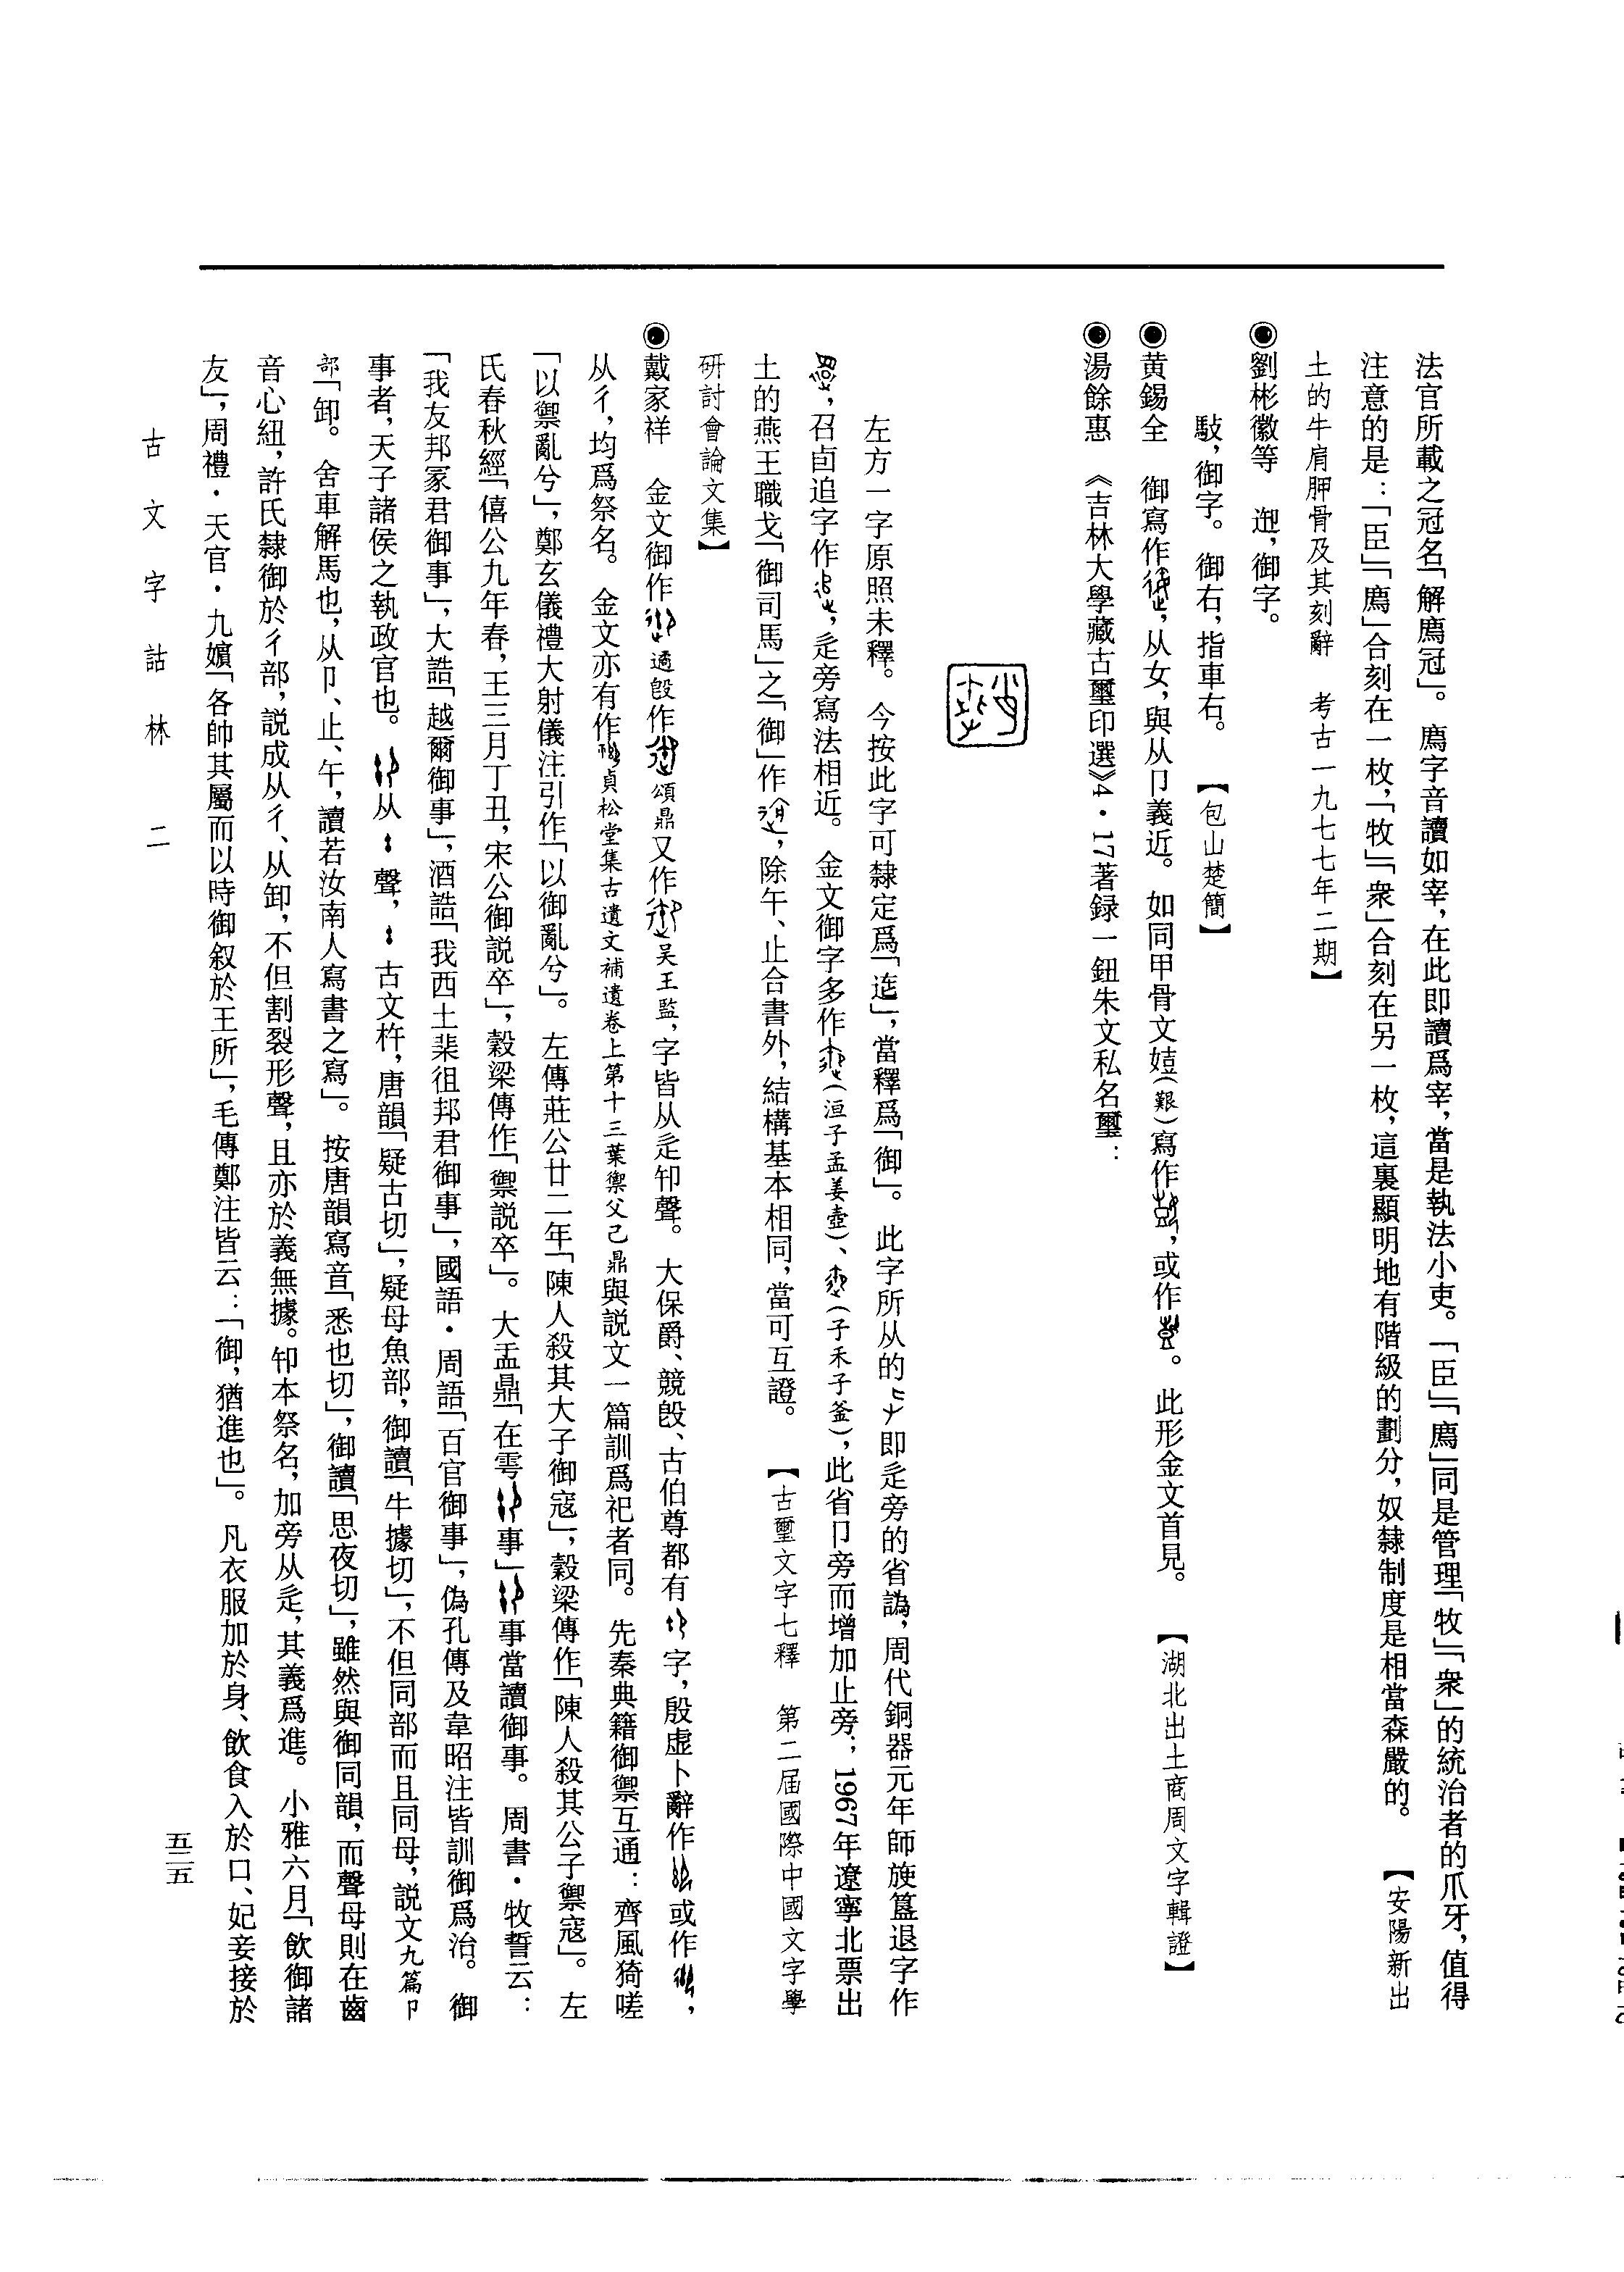 法官所載之冠名「解廌冠」。廌字音讀如宰，在此即讀爲宰，當是執法小吏。「臣」「廌」同是管理「牧」「衆」的統治者的爪牙，值得
注意的是：「臣」「廌」合刻在一枚，「牧」「衆」合刻在另一枚，這裏顯明地有階級的劃分，奴隸制度是相當森嚴的。　【安陽新出
土的牛肩胛骨及其刻辭　考古一九七七年二期】
◉劉彬徽等　迎，御字。
駇，御字。御右，指車右。　【包山楚簡】
◉黃錫全　御寫作，从女，與从卩義近。如同甲骨文嬉（艱）寫作，或作。此形金文首見。　【湖北出土商周文字輯證】
◉湯餘惠　《吉林大學藏古璽印選》4·17著録一鈕朱文私名璽：
左方一字原照未釋。今按此字可隸定爲「」，當釋爲「御」。此字所从的即辵旁的省譌，周代銅器元年師旋簋退字作
，召卣追字作，辵旁寫法相近。金文御字多作（洹子孟姜壺）、（子禾子釜），此省卩旁而增加止旁；1967年遼寧北票出
土的燕王職戈「御司馬」之「御」作，除午、止合書外，結構基本相同，當可互證。　【古璽文字七釋　第二届國際中國文字學
研討會論文集】
◉戴家祥　金文御作遹𣪘作頌鼎又作吴王監，字皆从辵卸聲。大保爵、競𣪘、古伯尊都有字，殷虚卜辭作或作，
从彳，均爲祭名。金文亦有作貞松堂集古遺文補遺卷上第十三葉禦父己鼎與説文一篇訓爲祀者同。先秦典籍御禦互通：齊風猗嗟
「以禦亂兮」，鄭玄儀禮大射儀注引作「以御亂兮」。左傳莊公廿二年「陳人殺其大子御寇」，穀梁傳作「陳人殺其公子禦寇」。左
氏春秋經「僖公九年春，王三月丁丑，宋公御説卒」，穀梁傳作「禦説卒」。大盂鼎「在雩事」事當讀御事。周書·牧誓云：
「我友邦冢君御事」，大誥「越爾御事」，酒誥「我西土棐徂邦君御事」，國語·周語「百官御事」，偽孔傳及韋昭注皆訓御爲治。御
事者，天子諸侯之執政官也。从聲，古文杵，唐韻「疑古切」，疑母魚部，御讀「牛據切」，不但同部而且同母，説文九篇卩
部「卸。舍車解馬也，从卩、止、午，讀若汝南人寫書之寫」。按唐韻寫音「悉也切」，御讀「思夜切」，雖然與御同韻，而聲母則在齒
音心紐，許氏隸御於彳部，説成从彳、从卸，不但割裂形聲，且亦於義無據。卸本祭名，加旁从辵，其義爲進。小雅六月「飲御諸
友」，周禮·天官·九嬪「各帥其屬而以時御叙於王所」，毛傳鄭注皆云：「御，猶進也」。凡衣服加於身、飲食入於口、妃妾接於
古文字詁林　二
五三五